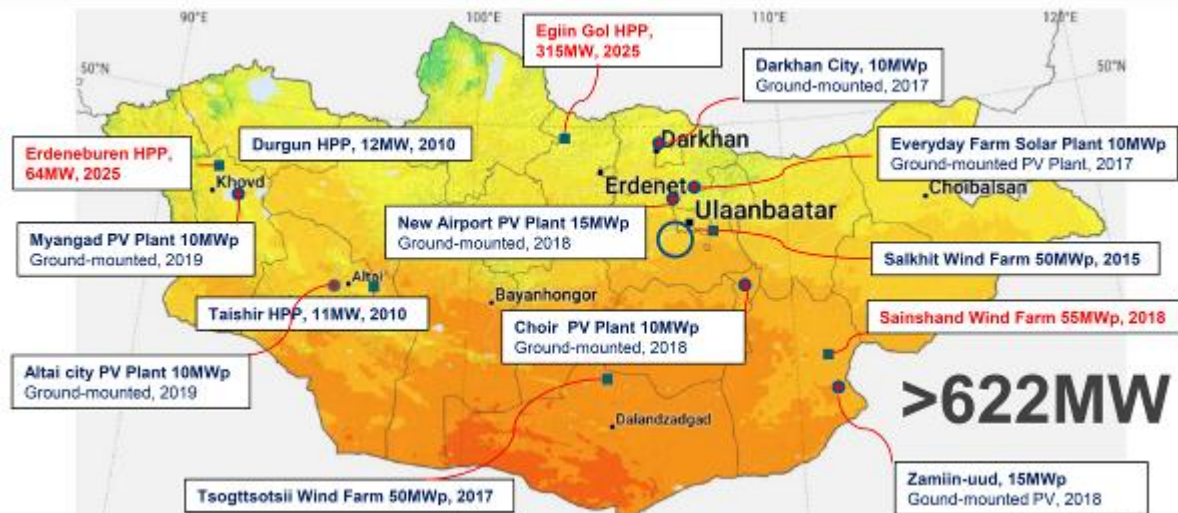 90°E
100°E
110°E
120°E
50°N
50°N
Egiin Gol HPP,
315MW, 2025
Darkhan City, 10MWp
Ground-mounted, 2017
Erdeneburen HPP,
64MW, 2025
Durgun HPP, 12MW, 2010
Darkhan
Everyday Farm Solar Plant 10MWp
Ground-mounted PV Plant, 2017
Khovd
Erdenet
Choibalsan
Myangad PV Plant 10MWp
Ground-mounted, 2019
New Airport PV Plant 15MWp
Ground-mounted, 2018
Ulaanbaatar
Salkhit Wind Farm 50MWp, 2015
Altai
Bayanhongor
Taishir HPP, 11MW, 2010
Choir PV Plant 10MWp
Ground-mounted, 2018
Sainshand Wind Farm 55MWp, 2018
Altai city PV Plant 10MWp
Ground-mounted, 2019
>622MW
Dalandzadgad
Tsogttsotsii Wind Farm 50MWp, 2017
Zamiin-uud, 15MWp
Gound-mounted PV, 2018